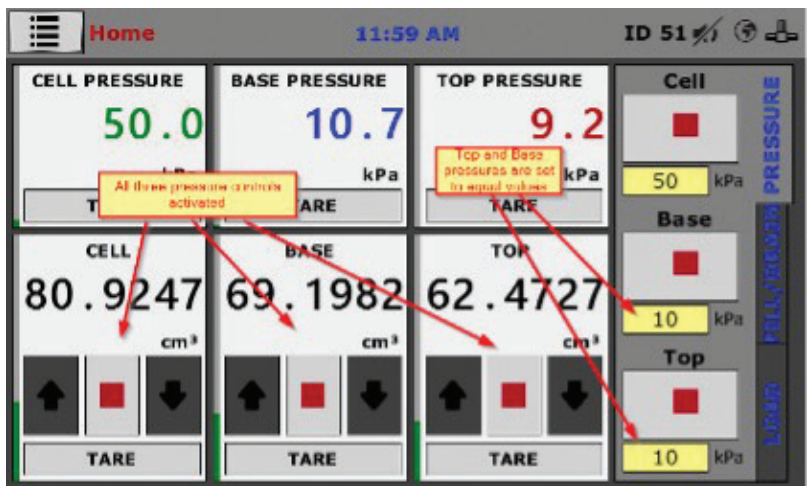 Home
11:59 AM
ID 51
CELL PRESSURE
50.0
TARE
BASE PRESSURE
10.7
kPa
TARE
TOP PRESSURE
9.2
kPa
TARE
All three pressure controls
activated
Top and Base
pressures are set
to equal values
CELL
80.9247
cm³
TARE
BASE
69.1982
cm³
TARE
TOP
62.4727
cm³
TARE
Cell
50 kPa
Base
10 kPa
Top
10 kPa
PRESSURE